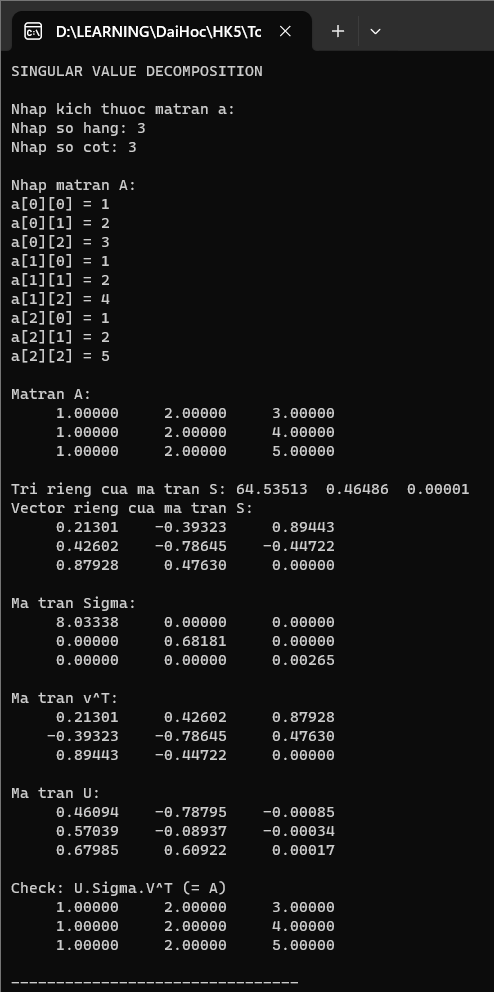 D:\LEARNING\DaiHoc\HK5\Tc
SINGULAR VALUE DECOMPOSITION
Nhap kich thuoc matran a:
Nhap so hang: 3
Nhap so cot: 3
Nhap matran A:
a[0][0] = 1
a[0][1] = 2
a[0][2] = 3
a[1][0] = 1
a[1][1] = 2
a[1][2] = 4
a[2][0] = 1
a[2][1] = 2
a[2][2] = 5
Matran A:
1.00000 2.00000 3.00000
1.00000 2.00000 4.00000
1.00000 2.00000 5.00000
Tri rieng cua ma tran S: 64.53513 0.46486 0.00001
Vector rieng cua ma tran S:
0.21301 -0.39323 0.89443
0.42602 -0.78645 -0.44722
0.87928 0.47630 0.00000
Ma tran Sigma:
8.03338 0.00000 0.00000
0.00000 0.68181 0.00000
0.00000 0.00000 0.00265
Ma tran v^T:
0.21301 0.42602 0.87928
-0.39323 -0.78645 0.47630
0.89443 -0.44722 0.00000
Ma tran U:
0.46094 -0.78795 -0.00085
0.57039 -0.08937 -0.00034
0.67985 0.60922 0.00017
Check: U.Sigma.V^T (= A)
1.00000 2.00000 3.00000
1.00000 2.00000 4.00000
1.00000 2.00000 5.00000
--------------------------------